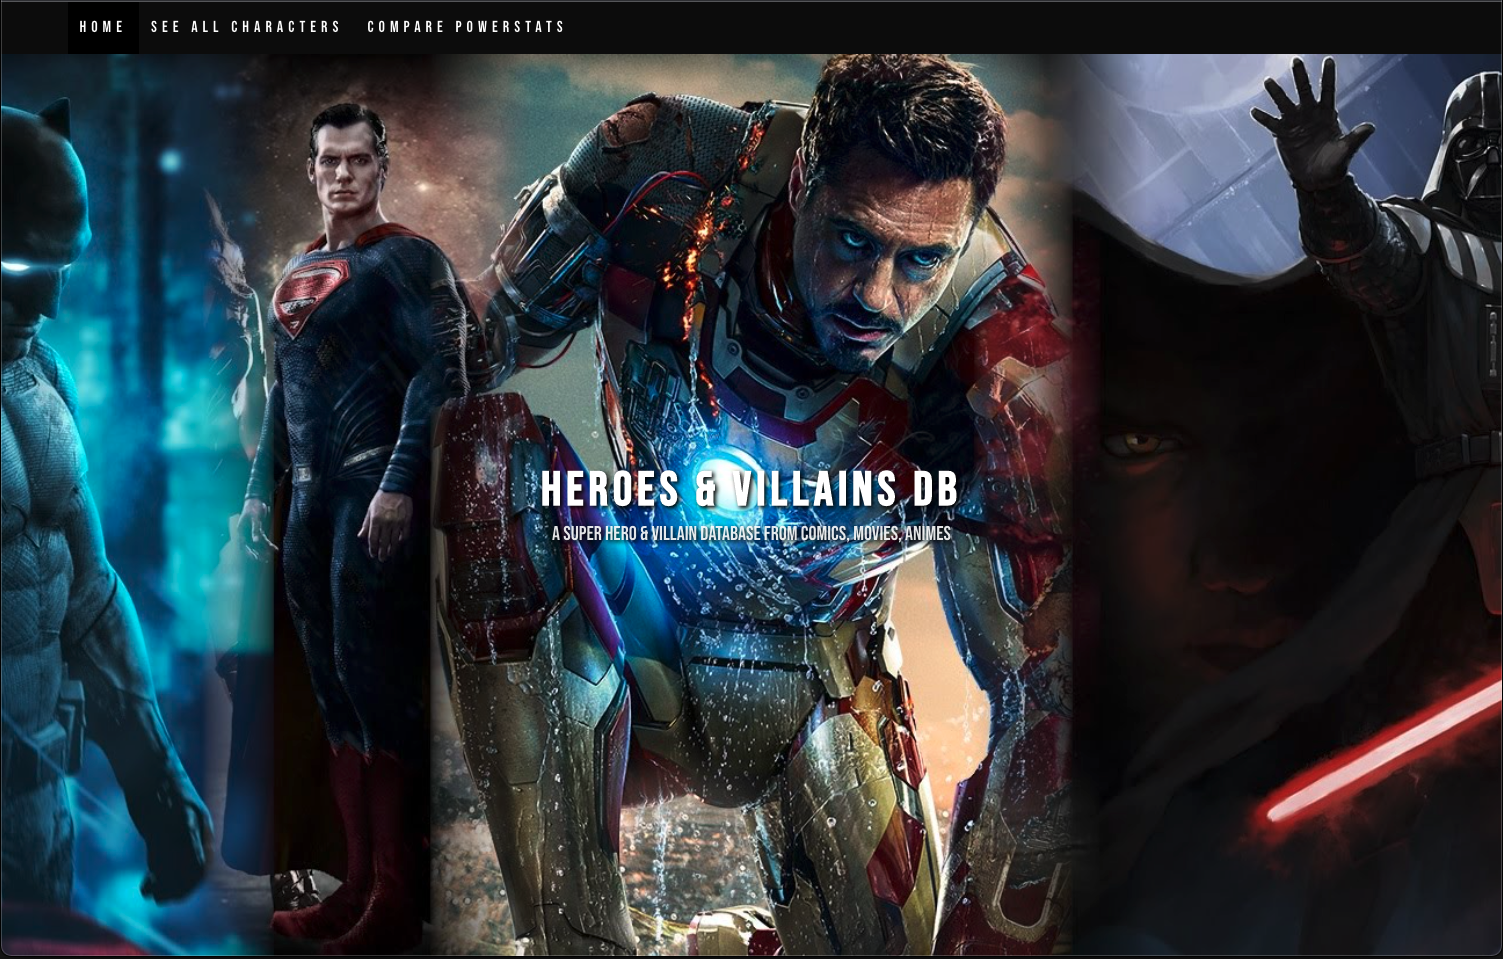 HOME SEE ALL CHARACTERS COMPARE POWERSTATS
HEROES & VILLAINS DB
A SUPER HERO & VILLAIN DATABASE FROM COMICS, MOVIES, ANIMES